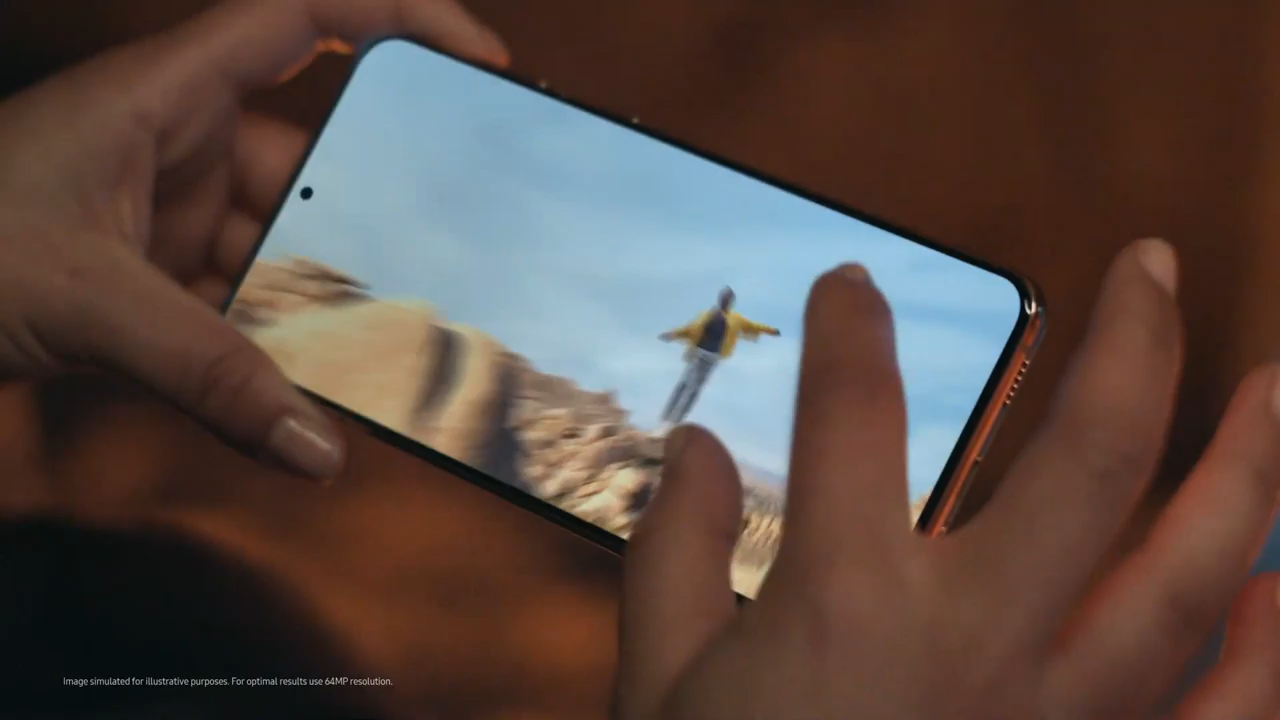 Image simulated for illustrative purposes. For optimal results use 64MP resolution.